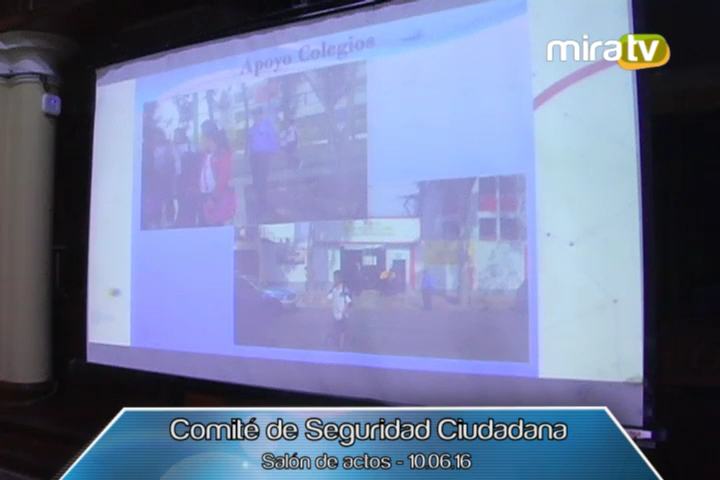 miratv
Apoyo Colegios
Comité de Seguridad Ciudadana
Salón de actos - 10.06.16